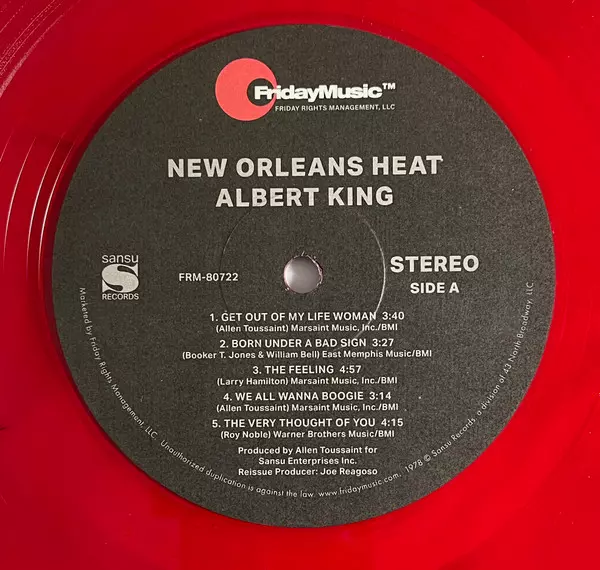 FridayMusic™
FRIDAY RIGHTS MANAGEMENT, LLC
NEW ORLEANS HEAT
ALBERT KING
sansu
S
RECORDS
FRM-80722
STEREO
SIDE A
1. GET OUT OF MY LIFE WOMAN 3:40
(Allen Toussaint) Marsaint Music, Inc./BMI
2. BORN UNDER A BAD SIGN 3:27
(Booker T. Jones & William Bell) East Memphis Music/BMI
3. THE FEELING 4:57
(Larry Hamilton) Marsaint Music, Inc./BMI
4. WE ALL WANNA BOOGIE 3:14
(Allen Toussaint) Marsaint Music, Inc./BMI
5. THE VERY THOUGHT OF YOU 4:15
(Roy Noble) Warner Brothers Music/BMI
Produced by Allen Toussaint for
Sansu Enterprises Inc.
Reissue Producer: Joe Reagoso
Marketed by Friday Rights Management, LLC. Unauthorized duplication is against the law. www.fridaymusic.com. 1978 © Sansu Records a division of 43 North Broadway, LLC